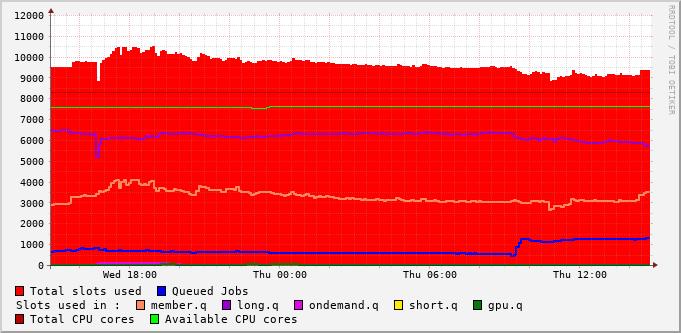 RRDTOOL / TOBI OETIKER
12000
11000
10000
9000
8000
7000
6000
5000
4000
3000
2000
1000
0
Wed 18:00 Thu 00:00 Thu 06:00 Thu 12:00
Total slots used Queued Jobs
Slots used in : member.q long.q ondemand.q short.q gpu.q
Total CPU cores Available CPU cores